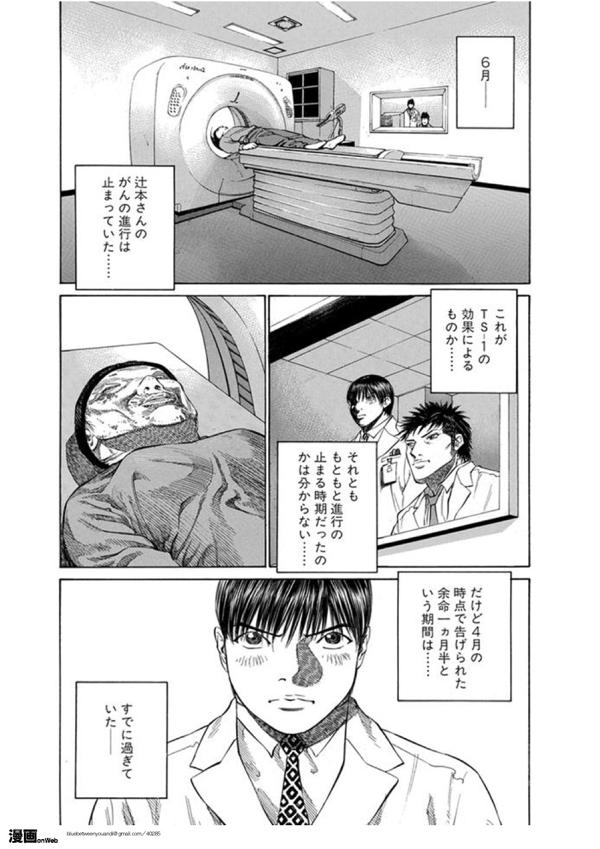 6月――
辻本さんの
がんの進行は
止まっていた……
これが
TS-1の
効果による
ものか……
それとも
もともと進行の
止まる時期だったの
かは分からない……
だけど4月の
時点で告げられた
余命一ヵ月半と
いう期間は…
すでに過ぎて
いた――
漫画onWeb
bluebetweenyouandi@gmail.com/40285